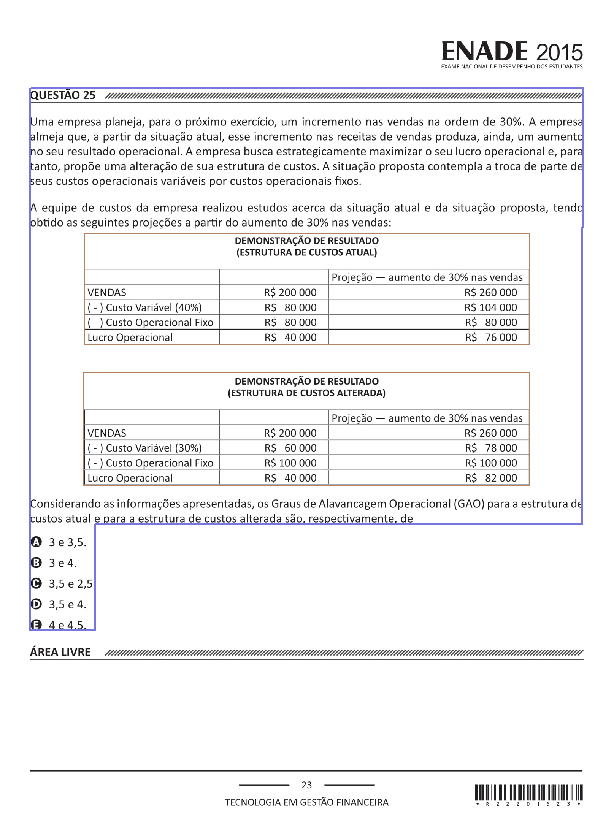 ENADE 2015
EXAME NACIONAL DE DESEMPENHO DOS ESTUDANTES
QUESTÃO 25
Uma empresa planeja, para o próximo exercício, um incremento nas vendas na ordem de 30%. A empresa
almeja que, a partir da situação atual, esse incremento nas receitas de vendas produza, ainda, um aumento
no seu resultado operacional. A empresa busca estrategicamente maximizar o seu lucro operacional e, para
tanto, propõe uma alteração de sua estrutura de custos. A situação proposta contempla a troca de parte de
seus custos operacionais variáveis por custos operacionais fixos.
A equipe de custos da empresa realizou estudos acerca da situação atual e da situação proposta, tendo
obtido as seguintes projeções a partir do aumento de 30% nas vendas:
DEMONSTRAÇÃO DE RESULTADO
(ESTRUTURA DE CUSTOS ATUAL)
Projeção — aumento de 30% nas vendas
VENDAS R$ 200 000 R$ 260 000
( - ) Custo Variável (40%) R$ 80 000 R$ 104 000
( ) Custo Operacional Fixo R$ 80 000 R$ 80 000
Lucro Operacional R$ 40 000 R$ 76 000
DEMONSTRAÇÃO DE RESULTADO
(ESTRUTURA DE CUSTOS ALTERADA)
Projeção — aumento de 30% nas vendas
VENDAS R$ 200 000 R$ 260 000
( - ) Custo Variável (30%) R$ 60 000 R$ 78 000
( - ) Custo Operacional Fixo R$ 100 000 R$ 100 000
Lucro Operacional R$ 40 000 R$ 82 000
Considerando as informações apresentadas, os Graus de Alavancagem Operacional (GAO) para a estrutura de
custos atual e para a estrutura de custos alterada são, respectivamente, de
A 3 e 3,5.
B 3 e 4.
C 3,5 e 2,5
D 3,5 e 4.
E 4 e 4,5.
ÁREA LIVRE
23
TECNOLOGIA EM GESTÃO FINANCEIRA
*R2220152 3*